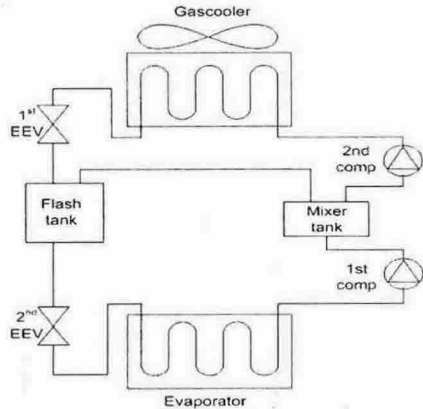 Gascooler
1st
EEV
2nd
comp
Flash
tank
Mixer
tank
1st
comp
2nd
EEV
Evaporator